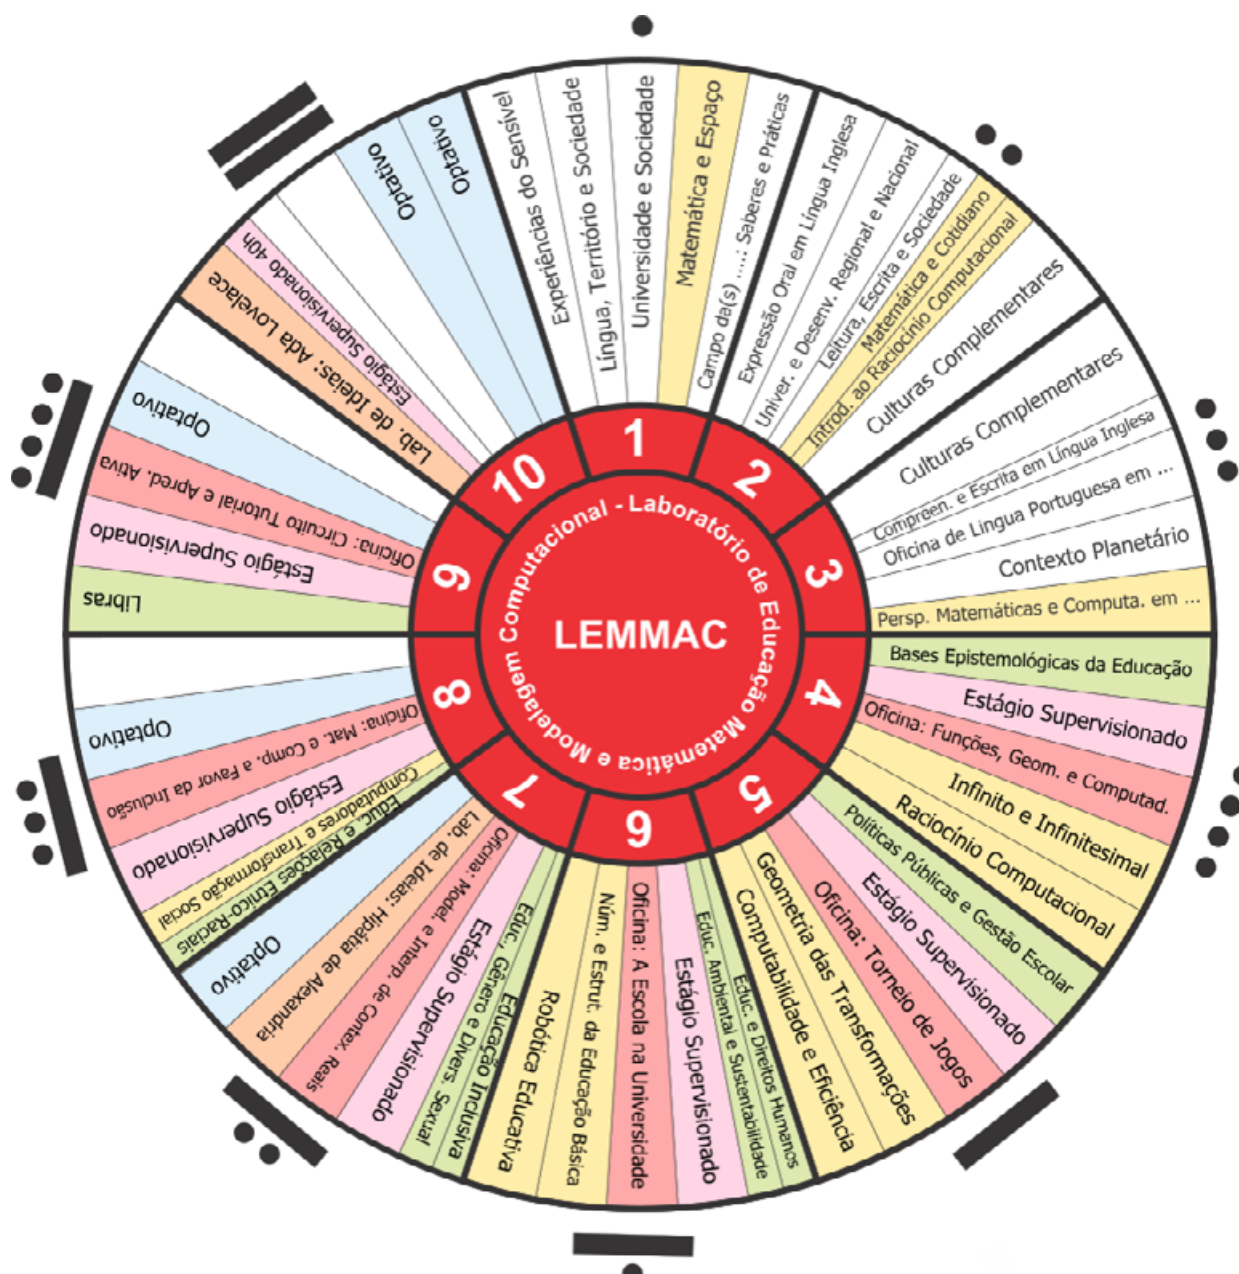 LEMMAC
Computacional - Laboratório de Educação Matemática e Modelagem
1
Experiências do Sensível
Língua, Território e Sociedade
Universidade e Sociedade
Matemática e Espaço
Campo da(s) ....: Saberes e Práticas
2
Expressão Oral em Língua Inglesa
Univer. e Desenv. Regional e Nacional
Leitura, Escrita e Sociedade
Matemática e Cotidiano
Introd. ao Raciocínio Computacional
Culturas Complementares
3
Culturas Complementares
Compreen. e Escrita em Língua Inglesa
Oficina de Lingua Portuguesa em ...
Contexto Planetário
Persp. Matemáticas e Computa. em ...
4
Bases Epistemológicas da Educação
Estágio Supervisionado
Oficina: Funções, Geom. e Computad.
Infinito e Infinitesimal
Raciocínio Computacional
5
Políticas Públicas e Gestão Escolar
Estágio Supervisionado
Oficina: Torneio de Jogos
Geometria das Transformações
Computabilidade e Eficiência
6
Educ. e Direitos Humanos
Educ. Ambiental e Sustentabilidade
Estágio Supervisionado
Oficina: A Escola na Universidade
Núm. e Estrut. da Educação Básica
Robótica Educativa
7
Educação Inclusiva
Educ., Gênero e Divers. Sexual
Estágio Supervisionado
Oficina: Model. e Interp. de Contex. Reais
Lab. de Ideias: Hipátia de Alexandria
Optativo
8
Educ. e Relações Étnico-Raciais
Computadores e Transformação Social
Estágio Supervisionado
Oficina: Mat. e Comp. a Favor da Inclusão
Optativo
9
Libras
Estágio Supervisionado
Oficina: Circuito Tutorial e Apred. Ativa
Optativo
10
Lab. de Ideias: Ada Lovelace
Estágio Supervisionado 40h
Optativo
Optativo